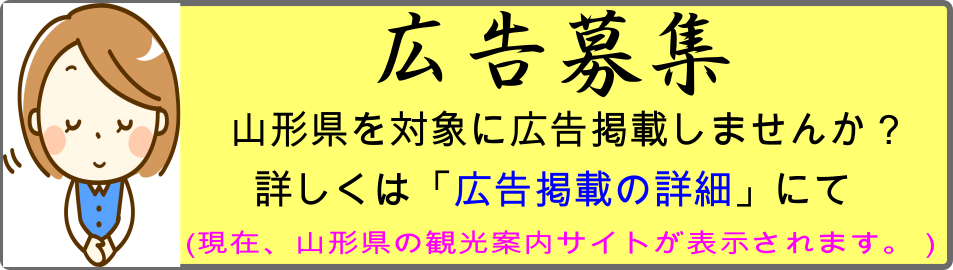 広告募集
山形県を対象に広告掲載しませんか？
詳しくは「広告掲載の詳細」にて
(現在、山形県の観光案内サイトが表示されます。)